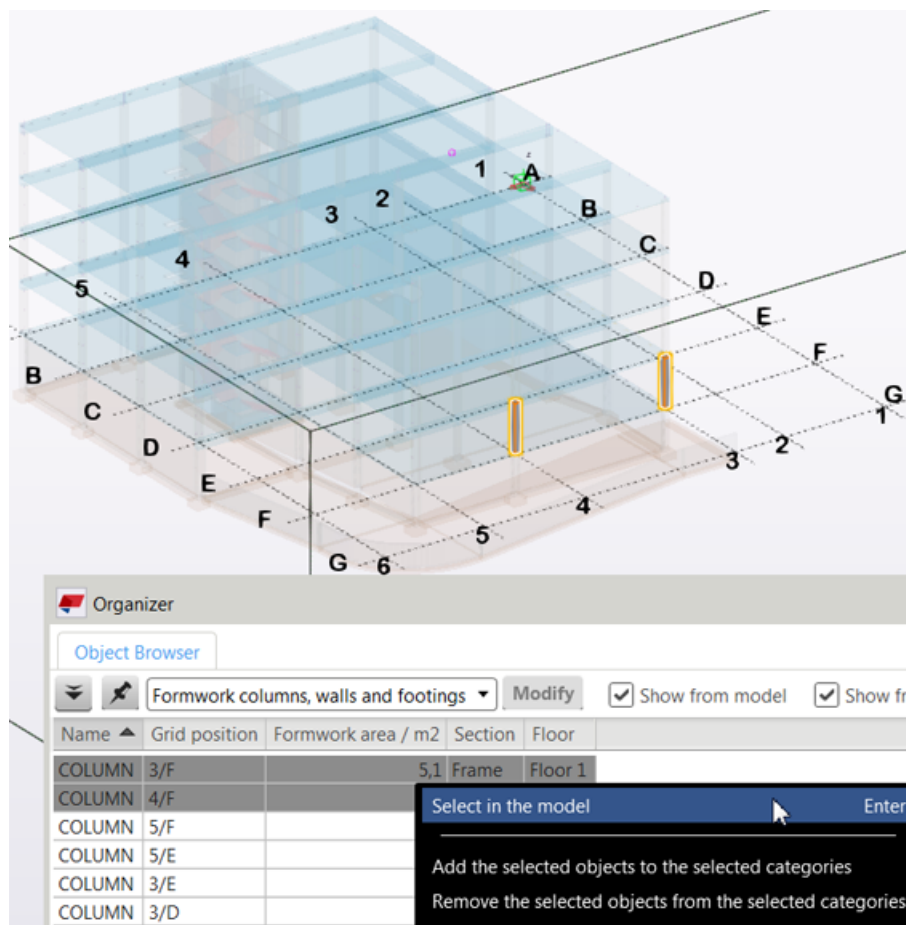 1 A
2 B
3 C
4 D
5 E
F
G
B
1
C
2
D
3
E
4
F
5
G 6
Organizer
Object Browser
Formwork columns, walls and footings Modify Show from model Show fr
Name Grid position Formwork area / m2 Section Floor
COLUMN 3/F 5,1 Frame Floor 1
COLUMN 4/F
Select in the model Enter
COLUMN 5/F
COLUMN 5/E
Add the selected objects to the selected categories
COLUMN 3/E
Remove the selected objects from the selected categories
COLUMN 3/D